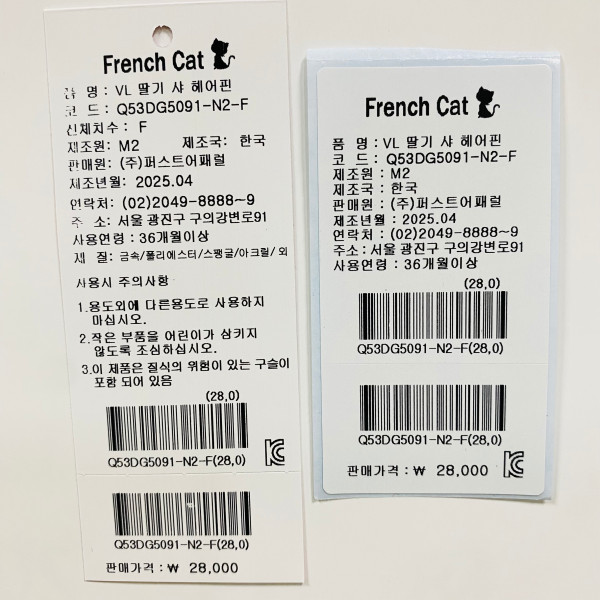 French Cat
품 명 : VL 딸기 샤 헤어핀
코 드 : Q53DG5091-N2-F
신체치수 : F
제조원: M2 제조국: 한국
판매원: (주)퍼스트어패럴
제조년월: 2025.04
연락처: (02)2049-8888~9
주 소: 서울 광진구 구의강변로91
사용연령 : 36개월이상
재 질: 금속/폴리에스터/스팽글/아크릴/외
사용시 주의사항
1.용도외에 다른용도로 사용하지
마십시오.
2.작은 부품을 어린이가 삼키지
않도록 조심하십시오.
3.이 제품은 질식의 위험이 있는 구슬이
포함 되어 있음
(28,0)
Q53DG5091-N2-F(28,0)
Q53DG5091-N2-F(28,0)
판매가격 : ₩ 28,000
French Cat
품 명 : VL 딸기 샤 헤어핀
코 드 : Q53DG5091-N2-F
제조원 : M2
제조국 : 한국
판매원 : (주)퍼스트어패럴
제조년월 : 2025.04
연락처 : (02)2049-8888~9
주소 : 서울 광진구 구의강변로91
사용연령 : 36개월이상
(28,0)
Q53DG5091-N2-F(28,0)
Q53DG5091-N2-F(28,0)
판매가격 : ₩ 28,000